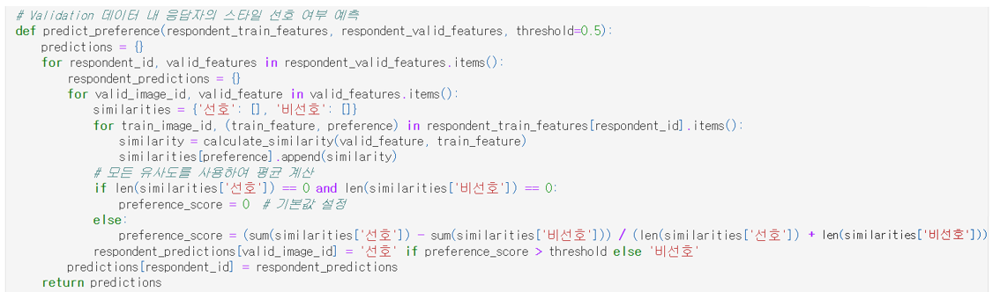 # Validation 데이터 내 응답자의 스타일 선호 여부 예측
def predict_preference(respondent_train_features, respondent_valid_features, threshold=0.5):
    predictions = {}
    for respondent_id, valid_features in respondent_valid_features.items():
        respondent_predictions = {}
        for valid_image_id, valid_feature in valid_features.items():
            similarities = {'선호': [], '비선호': []}
            for train_image_id, (train_feature, preference) in respondent_train_features[respondent_id].items():
                similarity = calculate_similarity(valid_feature, train_feature)
                similarities[preference].append(similarity)
            # 모든 유사도를 사용하여 평균 계산
            if len(similarities['선호']) == 0 and len(similarities['비선호']) == 0:
                preference_score = 0  # 기본값 설정
            else:
                preference_score = (sum(similarities['선호']) - sum(similarities['비선호'])) / (len(similarities['선호']) + len(similarities['비선호']))
            respondent_predictions[valid_image_id] = '선호' if preference_score > threshold else '비선호'
        predictions[respondent_id] = respondent_predictions
    return predictions